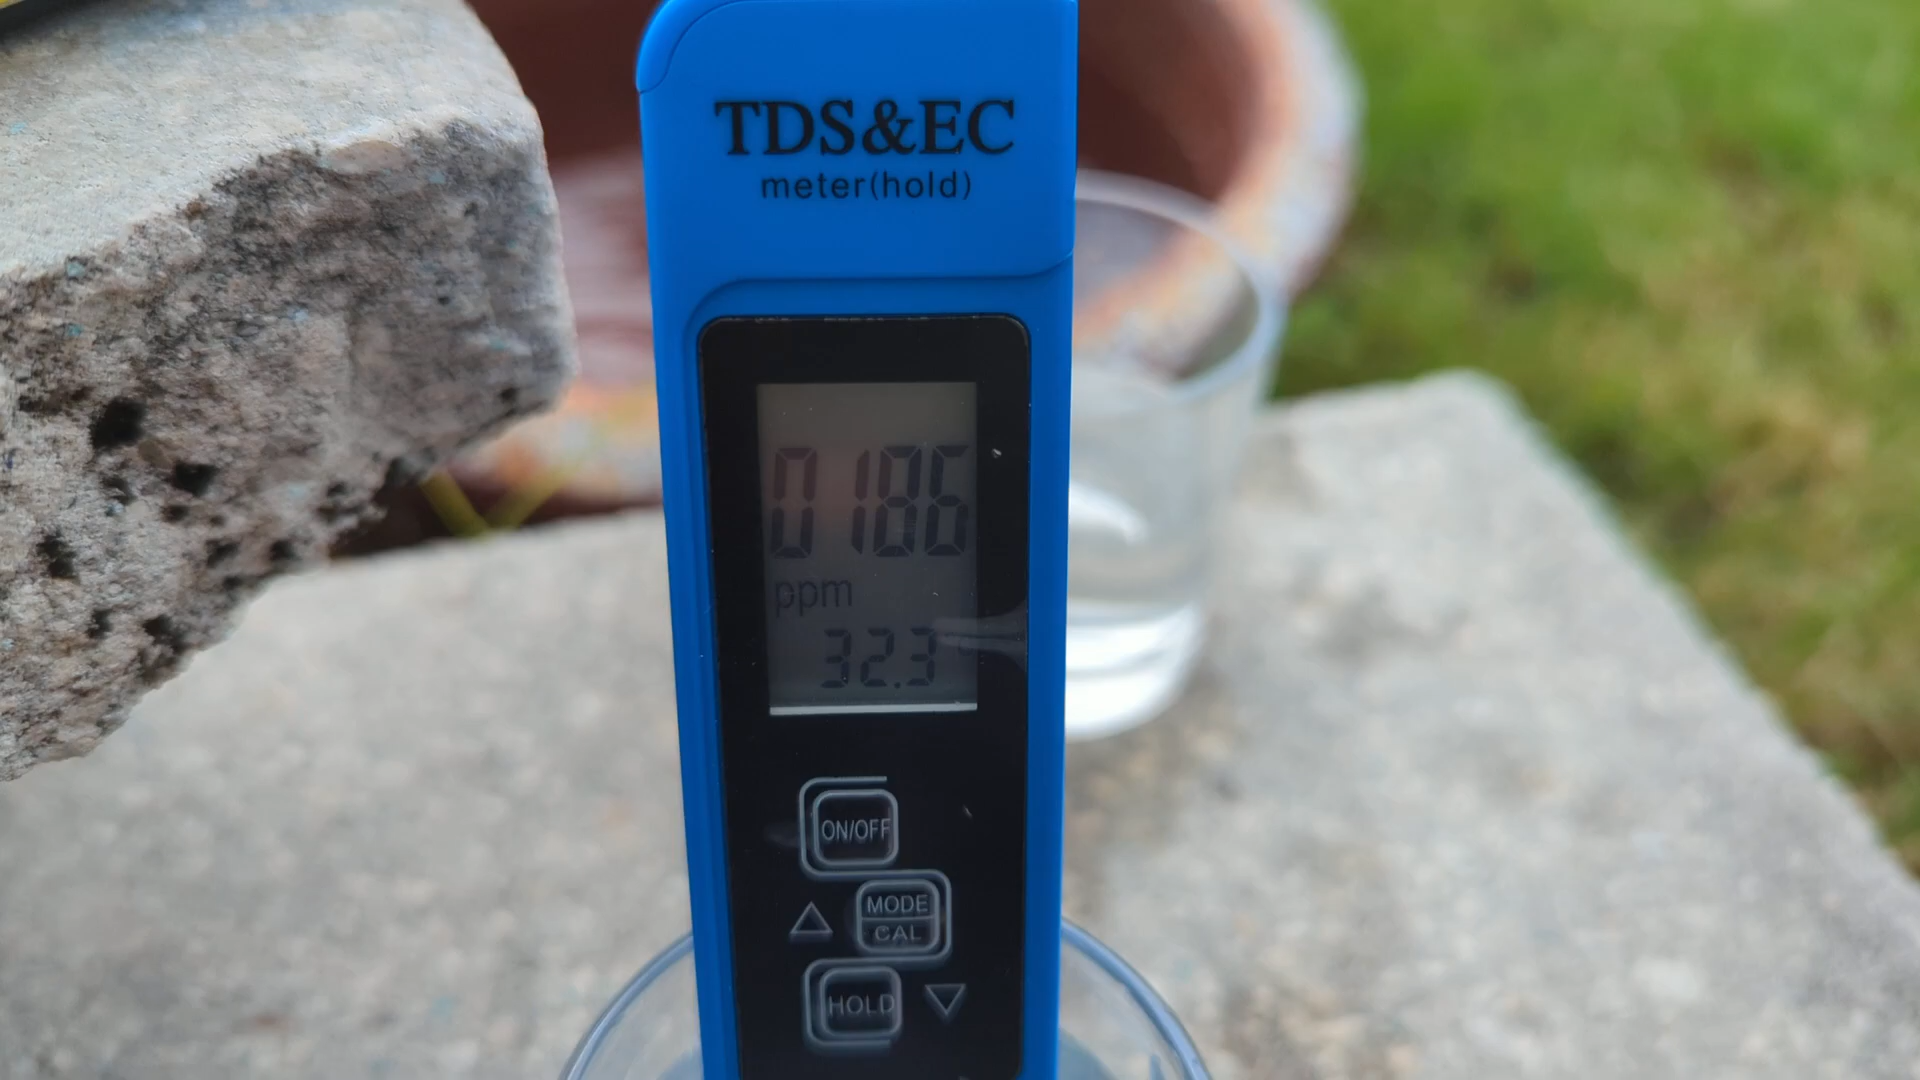 TDS&EC
meter(hold)
0186
ppm
32.3
ON/OFF
MODE
CAL
HOLD